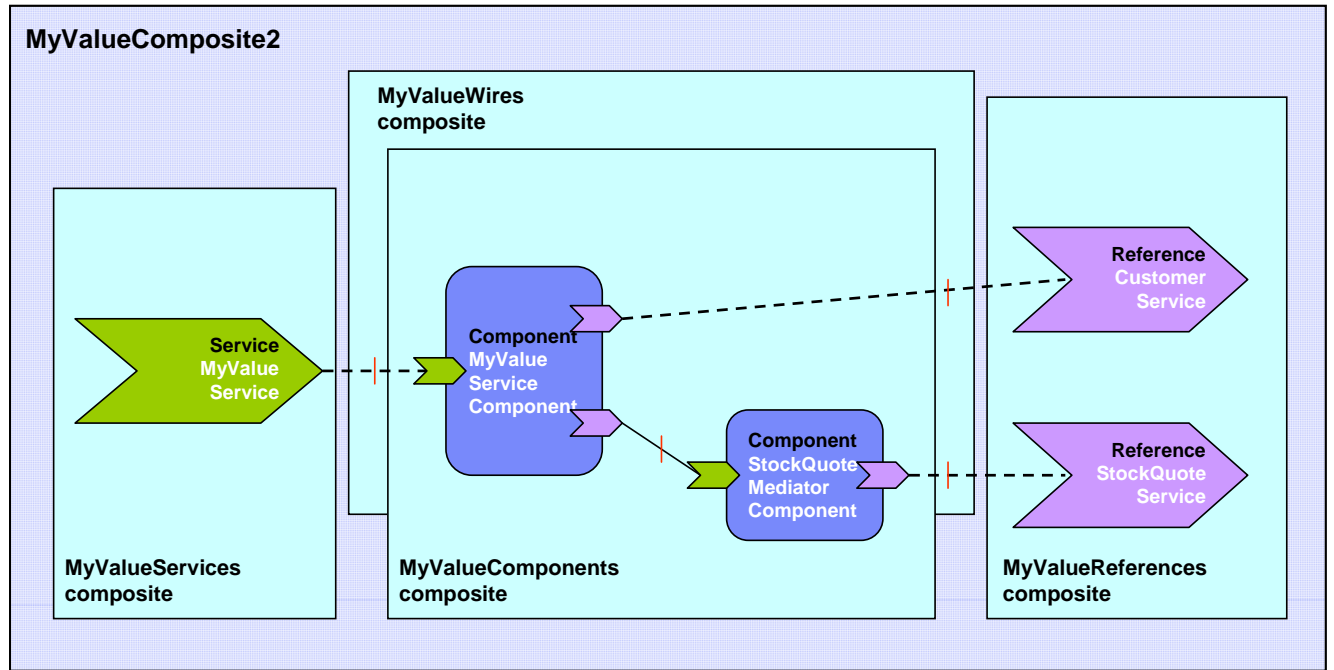 MyValueComposite2
MyValueWires
composite
Service
MyValue
Service
Component
MyValue
Service
Component
Component
StockQuote
Mediator
Component
Reference
Customer
Service
Reference
StockQuote
Service
MyValueServices
composite
MyValueComponents
composite
MyValueReferences
composite